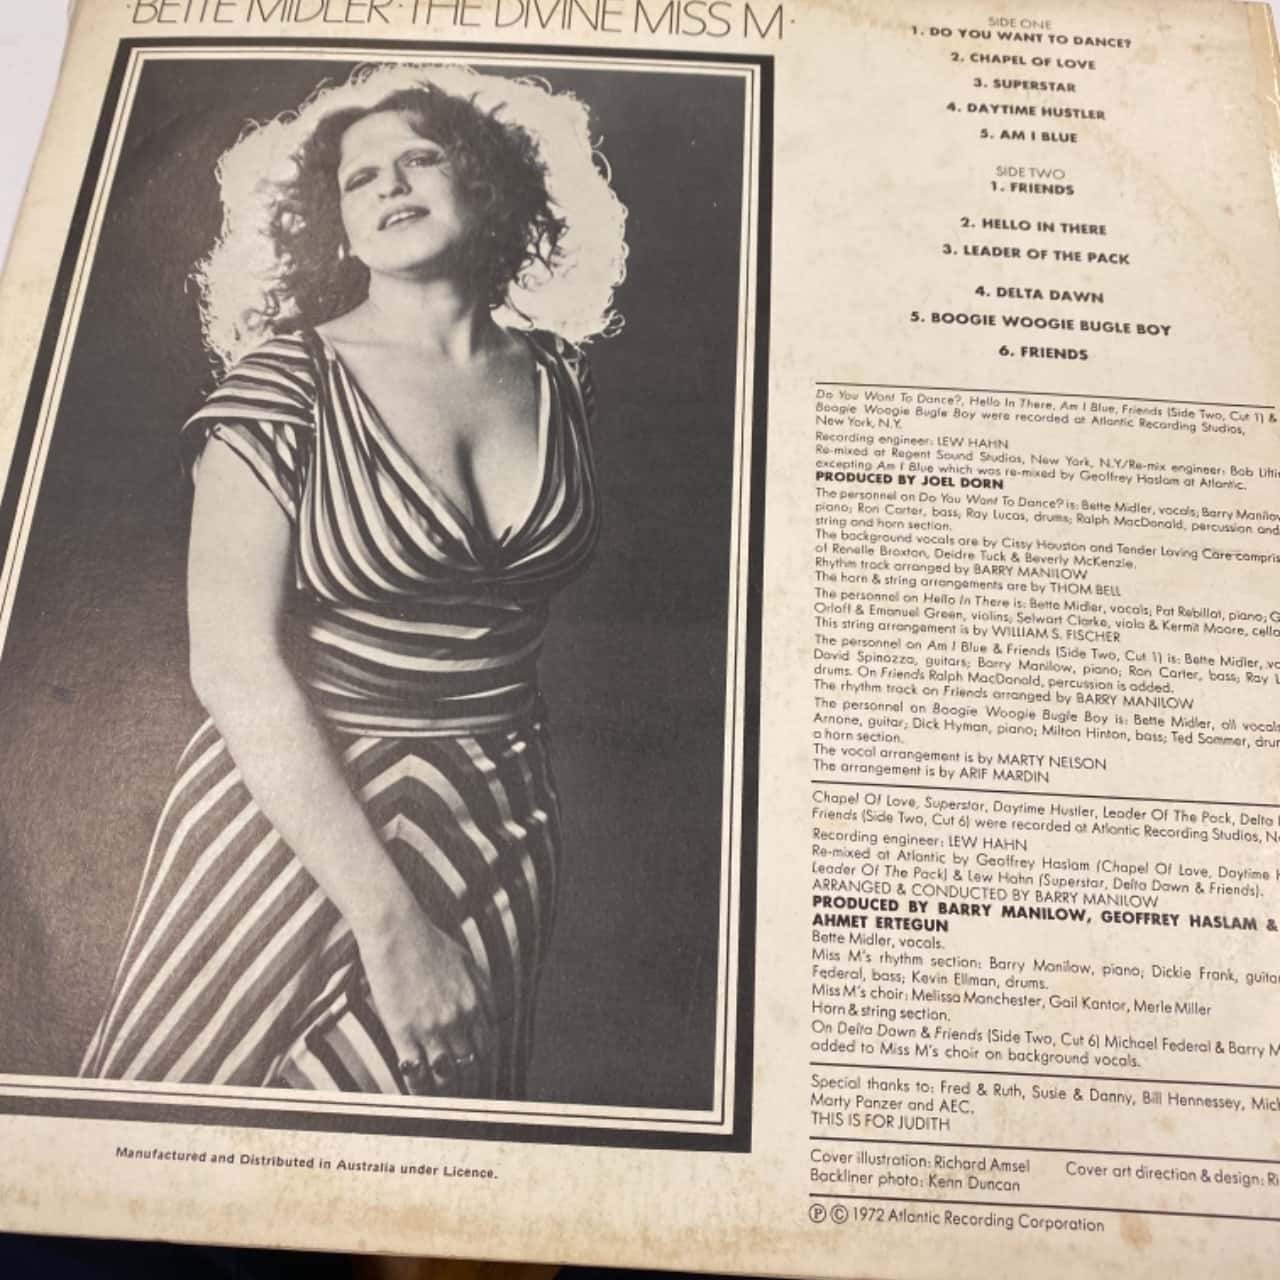 ·BETTE MIDLER·THE DIVINE MISS M·
SIDE ONE
1. DO YOU WANT TO DANCE?
2. CHAPEL OF LOVE
3. SUPERSTAR
4. DAYTIME HUSTLER
5. AM I BLUE
SIDE TWO
1. FRIENDS
2. HELLO IN THERE
3. LEADER OF THE PACK
4. DELTA DAWN
5. BOOGIE WOOGIE BUGLE BOY
6. FRIENDS
Do You Want To Dance?, Hello In There, Am I Blue, Friends (Side Two, Cut 1) &
Boogie Woogie Bugle Boy were recorded at Atlantic Recording Studios,
New York, N.Y.
Recording engineer: LEW HAHN
Re-mixed at Regent Sound Studios, New York, N.Y./Re-mix engineer: Bob
excepting Am I Blue which was re-mixed by Geoffrey Haslam at Atlantic.
PRODUCED BY JOEL DORN
The personnel on Do You Want To Dance? is: Bette Midler, vocals; Barry Manilow
piano; Ron Carter, bass; Ray Lucas, drums; Ralph MacDonald, percussion and
string and horn section.
The background vocals are by Cissy Houston and Tender Loving Care compris
of Renelle Broxton, Deidre Tuck & Beverly McKenzie.
Rhythm track arranged by BARRY MANILOW
The horn & string arrangements are by THOM BELL
The personnel on Hello In There is: Bette Midler, vocals; Pat Rebillot, piano; G
Orloff & Emanuel Green, violins; Selwart Clarke, viola & Kermit Moore, cello
This string arrangement is by WILLIAM S. FISCHER
The personnel on Am I Blue & Friends (Side Two, Cut 1) is: Bette Midler, vo
David Spinozza, guitars; Barry Manilow, piano; Ron Carter, bass; Ray L
drums. On Friends Ralph MacDonald, percussion is added.
The rhythm track on Friends arranged by BARRY MANILOW
The personnel on Boogie Woogie Bugle Boy is: Bette Midler, all vocals
Arnone, guitar; Dick Hyman, piano; Milton Hinton, bass; Ted Sommer, drum
a horn section.
The vocal arrangement is by MARTY NELSON
The arrangement is by ARIF MARDIN
Chapel Of Love, Superstar, Daytime Hustler, Leader Of The Pack, Delta
Friends (Side Two, Cut 6) were recorded at Atlantic Recording Studios, N
Recording engineer: LEW HAHN
Re-mixed at Atlantic by Geoffrey Haslam (Chapel Of Love, Daytime H
Leader Of The Pack) & Lew Hahn (Superstar, Delta Dawn & Friends).
ARRANGED & CONDUCTED BY BARRY MANILOW
PRODUCED BY BARRY MANILOW, GEOFFREY HASLAM &
AHMET ERTEGUN
Bette Midler, vocals.
Miss M's rhythm section: Barry Manilow, piano; Dickie Frank, guita
Federal, bass; Kevin Ellman, drums.
Miss M's choir: Melissa Manchester, Gail Kantor, Merle Miller
Horn & string section.
On Delta Dawn & Friends (Side Two, Cut 6) Michael Federal & Barry M
added to Miss M's choir on background vocals.
Special thanks to: Fred & Ruth, Susie & Danny, Bill Hennessey, Mic
Marty Panzer and AEC.
THIS IS FOR JUDITH
Cover illustration: Richard Amsel Cover art direction & design: Ri
Backliner photo: Kenn Duncan
Ⓟ © 1972 Atlantic Recording Corporation
Manufactured and Distributed in Australia under Licence.